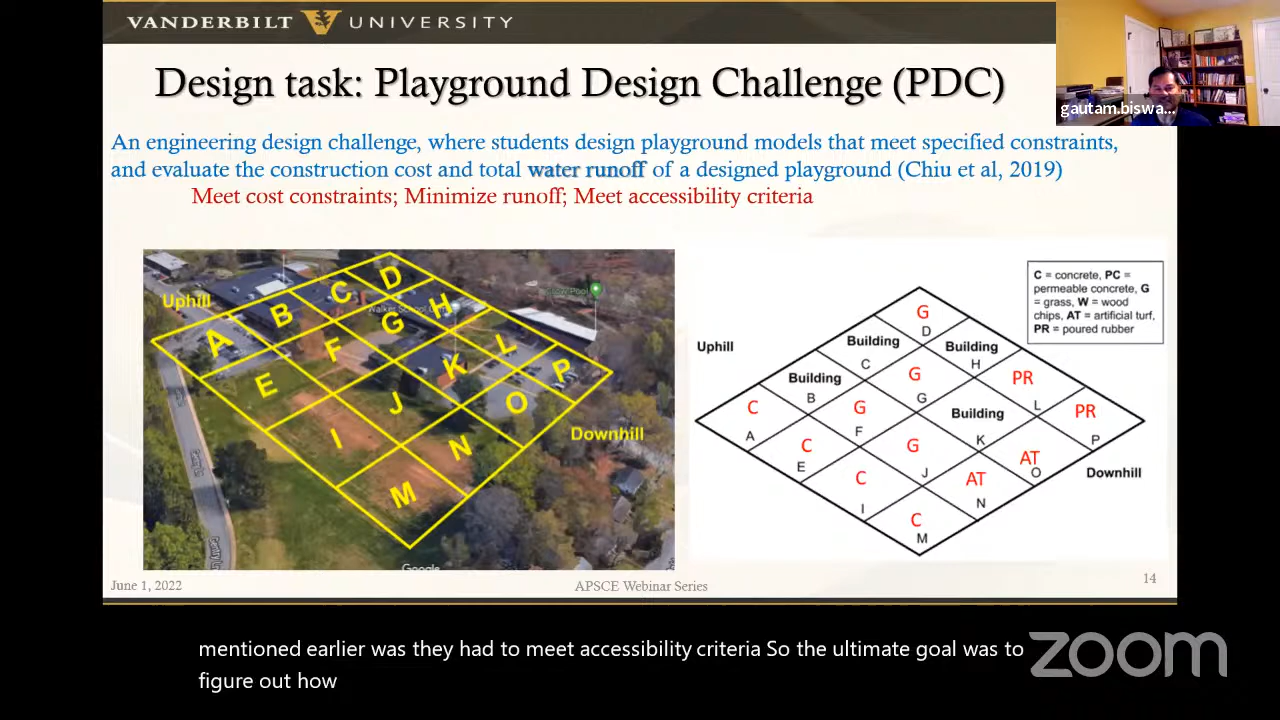 VANDERBILT UNIVERSITY
gautam.biswa...
Design task: Playground Design Challenge (PDC)
An engineering design challenge, where students design playground models that meet specified constraints,
and evaluate the construction cost and total water runoff of a designed playground (Chiu et al, 2019)
Meet cost constraints; Minimize runoff; Meet accessibility criteria
Uphill
A
B
C
D
E
F
G
H
I
J
K
L
M
N
O
P
Downhill
Google
C = concrete, PC =
permeable concrete, G
= grass, W = wood
chips, AT = artificial turf,
PR = poured rubber
Uphill
G
D
Building
C
Building
H
Building
B
G
G
PR
L
C
A
G
F
Building
K
PR
P
C
E
G
J
AT
O
Downhill
C
I
AT
N
C
M
June 1, 2022
APSCE Webinar Series
14
mentioned earlier was they had to meet accessibility criteria So the ultimate goal was to
figure out how
zoom